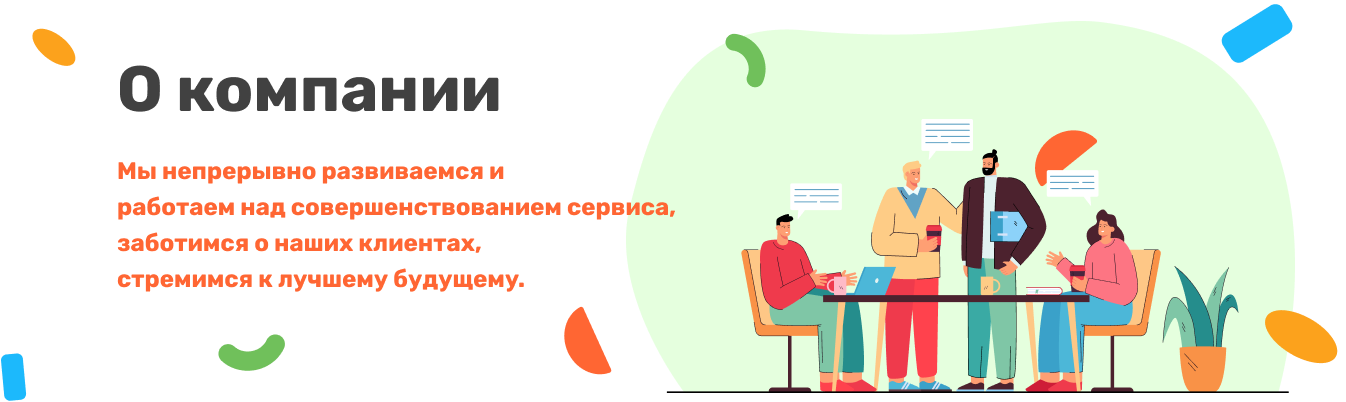 О компании
Мы непрерывно развиваемся и
работаем над совершенствованием сервиса,
заботимся о наших клиентах,
стремимся к лучшему будущему.